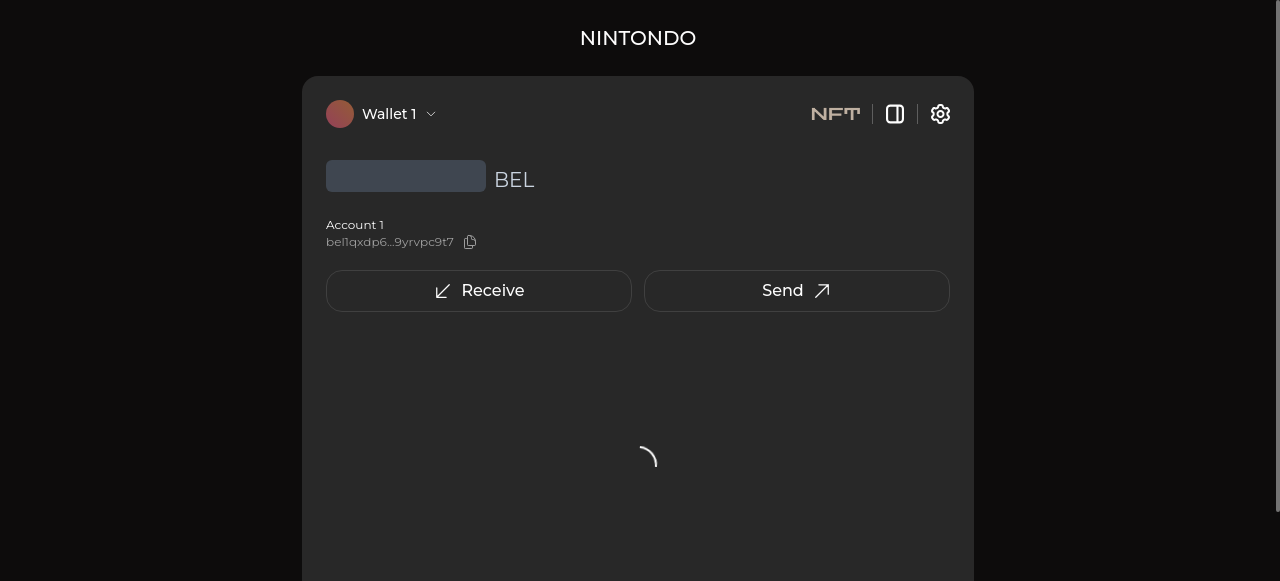 NINTONDO
Wallet 1
NFT
BEL
Account 1
bel1qxdp6...9yrvpc9t7
Receive
Send